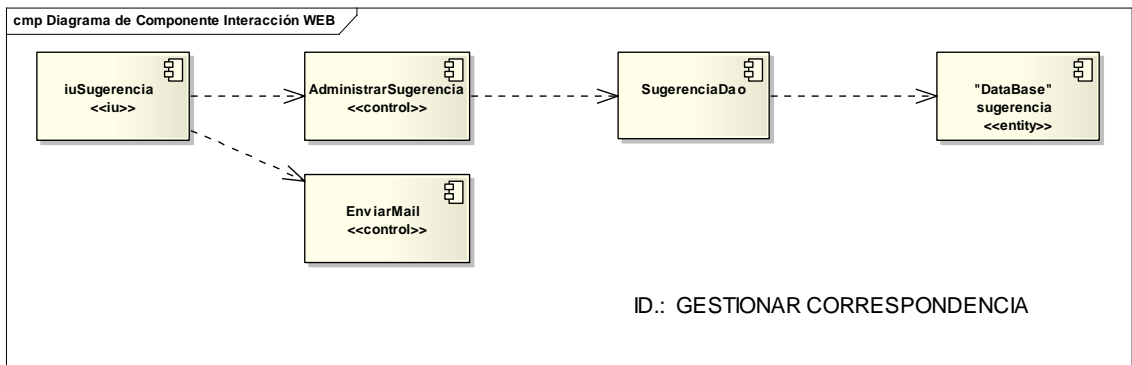 cmp Diagrama de Componente Interacción WEB
iuSugerencia
<<iu>>
AdministrarSugerencia
<<control>>
SugerenciaDao
"DataBase"
sugerencia
<<entity>>
EnviarMail
<<control>>
ID.: GESTIONAR CORRESPONDENCIA